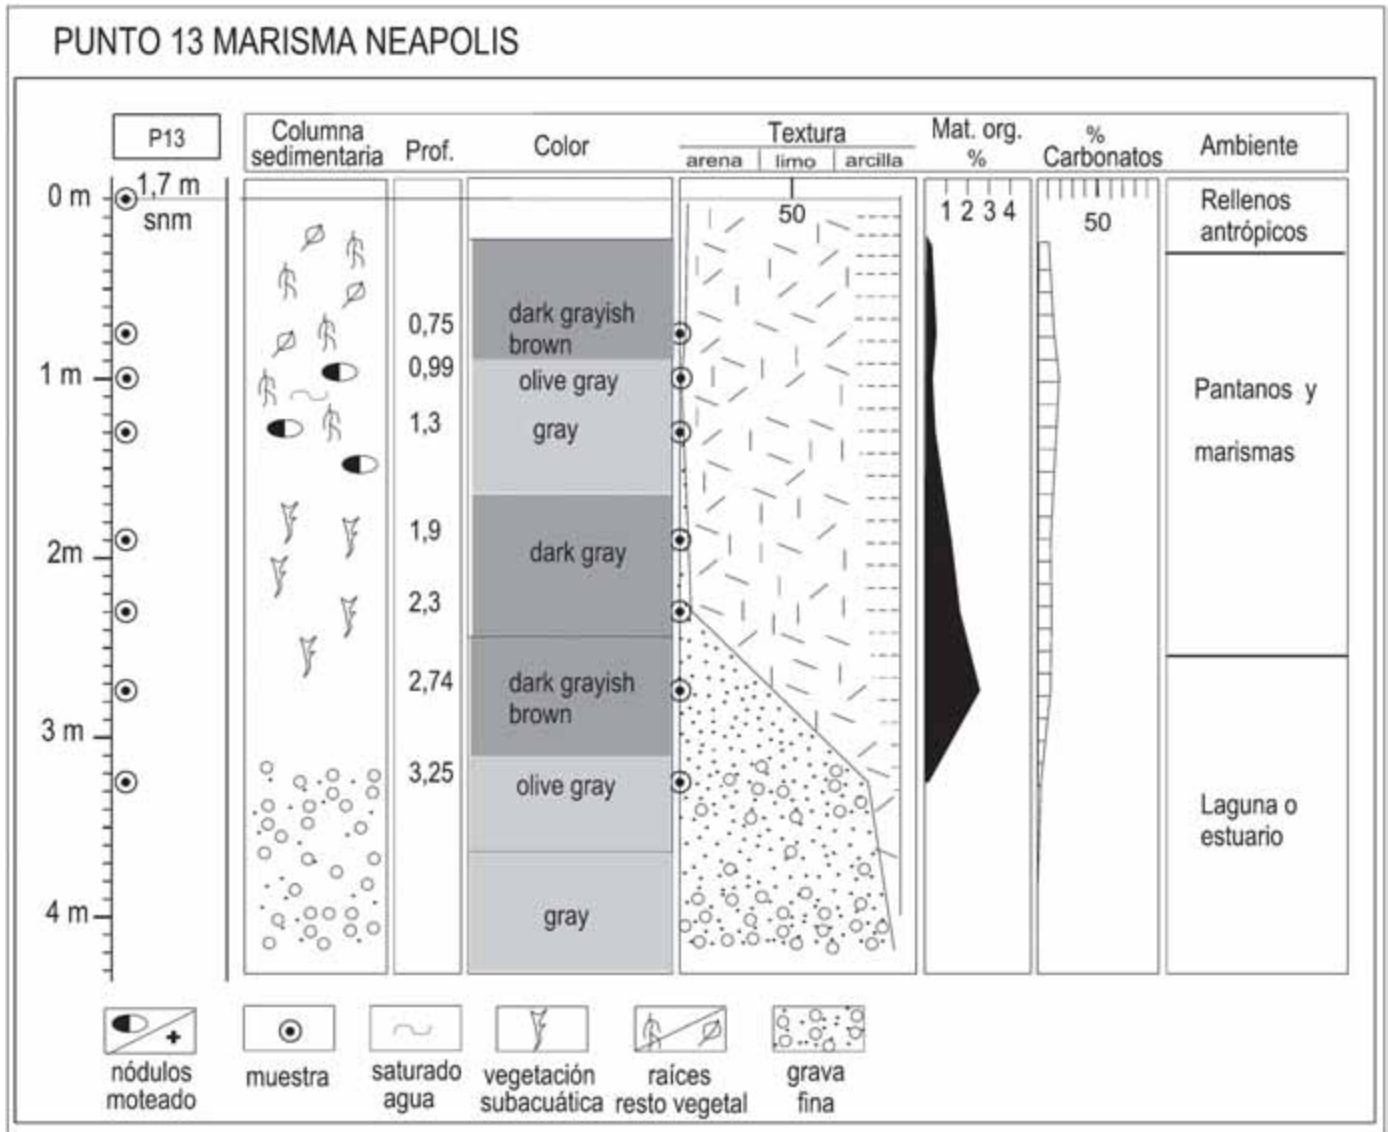 PUNTO 13 MARISMA NEAPOLIS
P13
Columna
sedimentaria
Prof.
Color
Textura
arena limo arcilla
Mat. org.
%
%
Carbonatos
Ambiente
0 m
1,7 m
snm
50
1 2 3 4
50
Rellenos
antrópicos
0,75
dark grayish
brown
1 m
0,99
olive gray
Pantanos y
marismas
1,3
gray
1,9
2m
dark gray
2,3
2,74
dark grayish
brown
3 m
3,25
olive gray
Laguna o
estuario
4 m
gray
nódulos
moteado
muestra
saturado
agua
vegetación
subacuática
raíces
resto vegetal
grava
fina